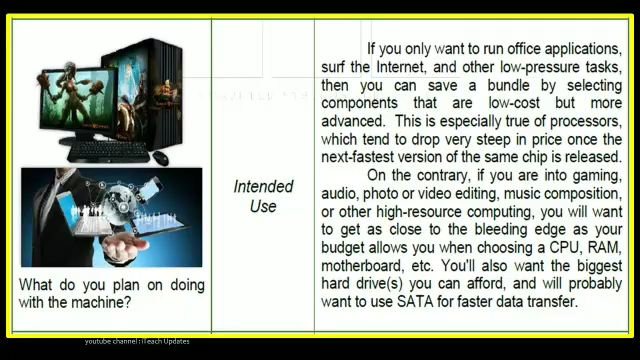 What do you plan on doing
with the machine?
Intended
Use
If you only want to run office applications,
surf the Internet, and other low-pressure tasks,
then you can save a bundle by selecting
components that are low-cost but more
advanced. This is especially true of processors,
which tend to drop very steep in price once the
next-fastest version of the same chip is released.
On the contrary, if you are into gaming,
audio, photo or video editing, music composition,
or other high-resource computing, you will want
to get as close to the bleeding edge as your
budget allows you when choosing a CPU, RAM,
motherboard, etc. You'll also want the biggest
hard drive(s) you can afford, and will probably
want to use SATA for faster data transfer.
youtube channel : iTeach Updates